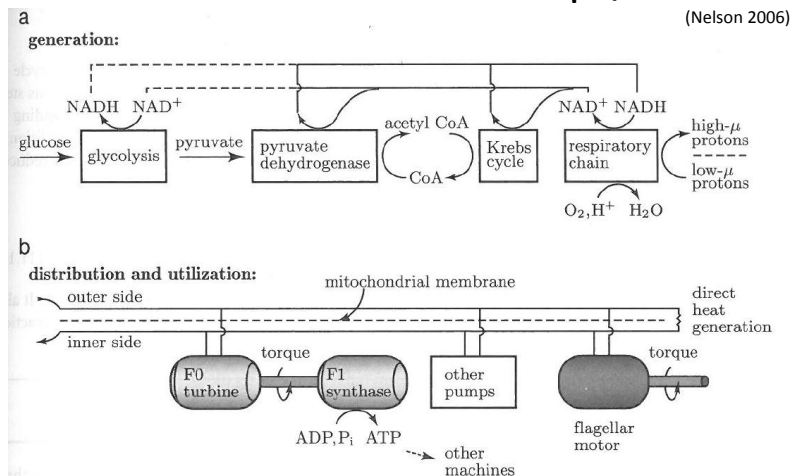 (Nelson 2006)
a
generation:
NADH NAD⁺
NAD⁺ NADH
glucose
glycolysis
pyruvate
pyruvate
dehydrogenase
acetyl CoA
CoA
Krebs
cycle
respiratory
chain
high-μ
protons
low-μ
protons
O₂,H⁺ H₂O
b
distribution and utilization:
mitochondrial membrane
outer side
inner side
direct
heat
generation
F0
turbine
torque
F1
synthase
other
pumps
torque
flagellar
motor
ADP,Pᵢ ATP
other
machines